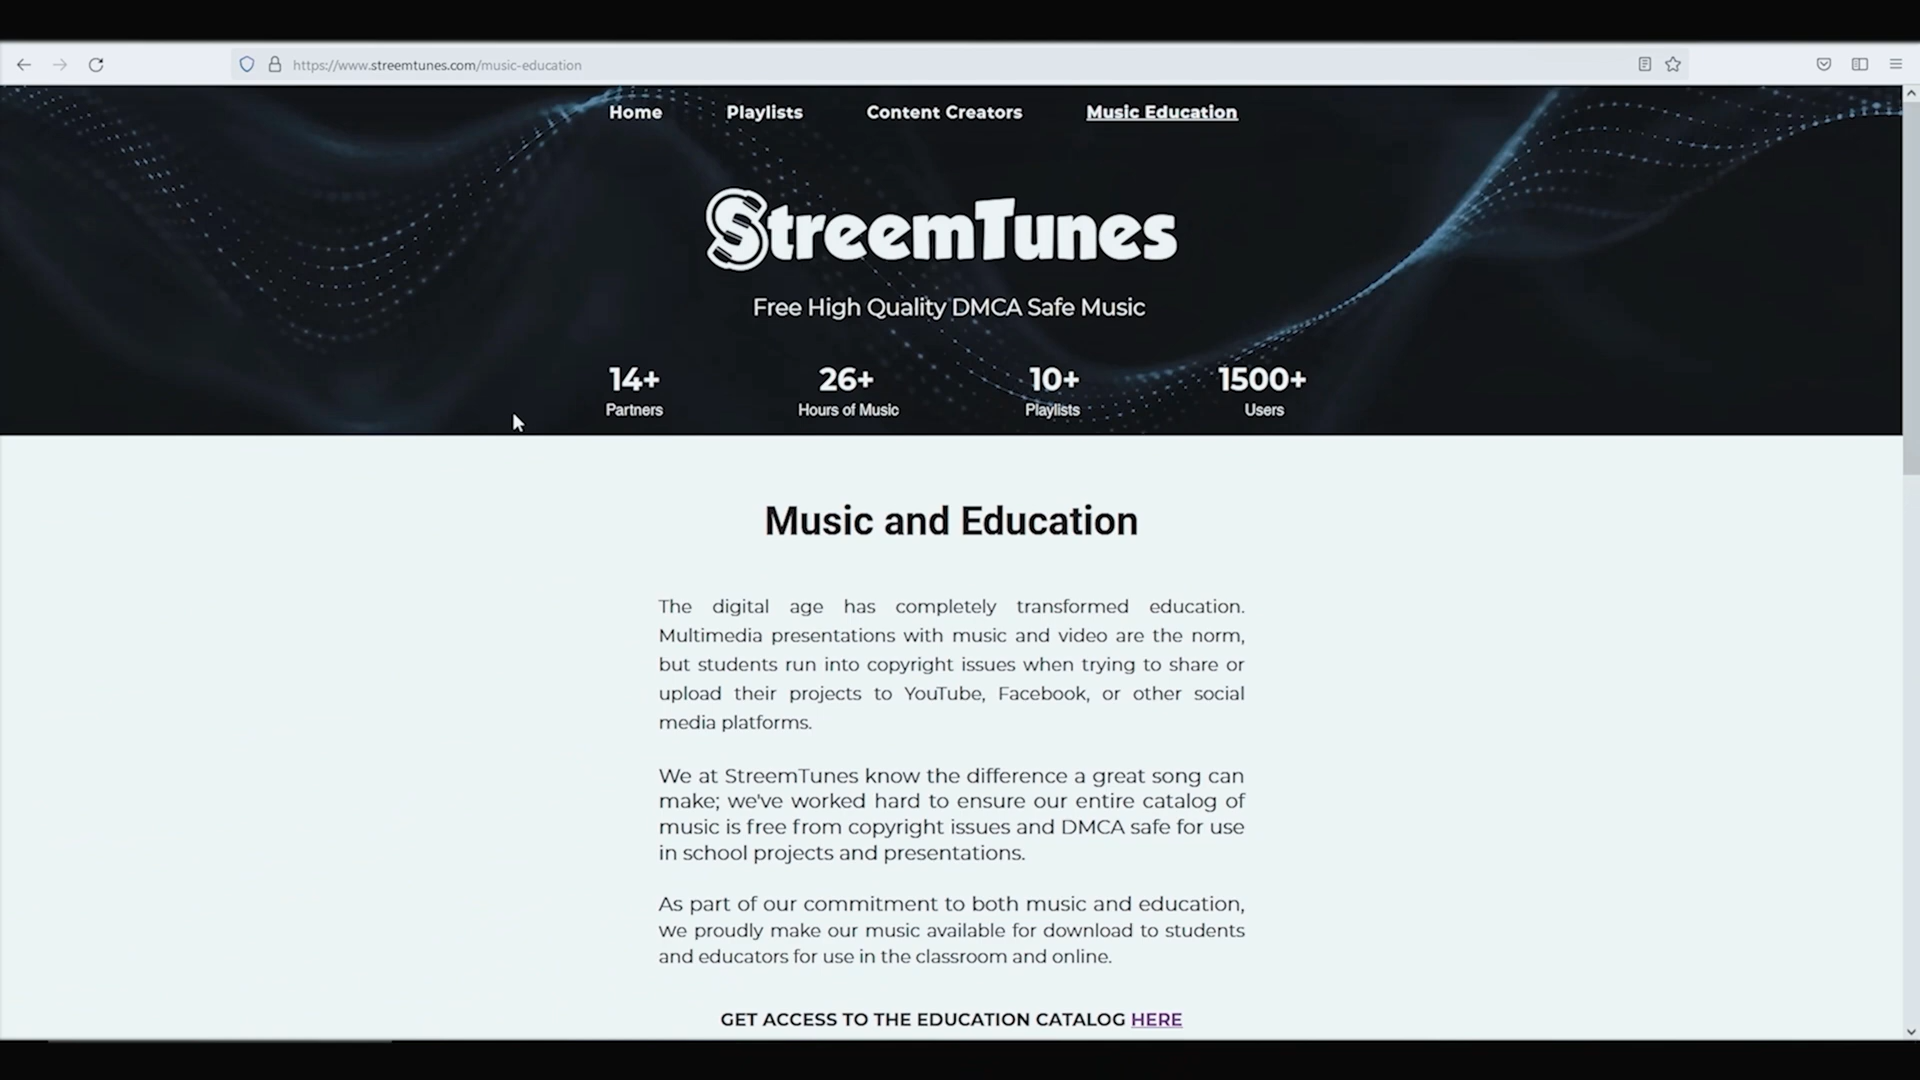 https://www.streemtunes.com/music-education
Home Playlists Content Creators Music Education
StreemTunes
Free High Quality DMCA Safe Music
14+ 26+ 10+ 1500+
Partners Hours of Music Playlists Users
Music and Education
The digital age has completely transformed education.
Multimedia presentations with music and video are the norm,
but students run into copyright issues when trying to share or
upload their projects to YouTube, Facebook, or other social
media platforms.
We at StreemTunes know the difference a great song can
make; we've worked hard to ensure our entire catalog of
music is free from copyright issues and DMCA safe for use
in school projects and presentations.
As part of our commitment to both music and education,
we proudly make our music available for download to students
and educators for use in the classroom and online.
GET ACCESS TO THE EDUCATION CATALOG HERE